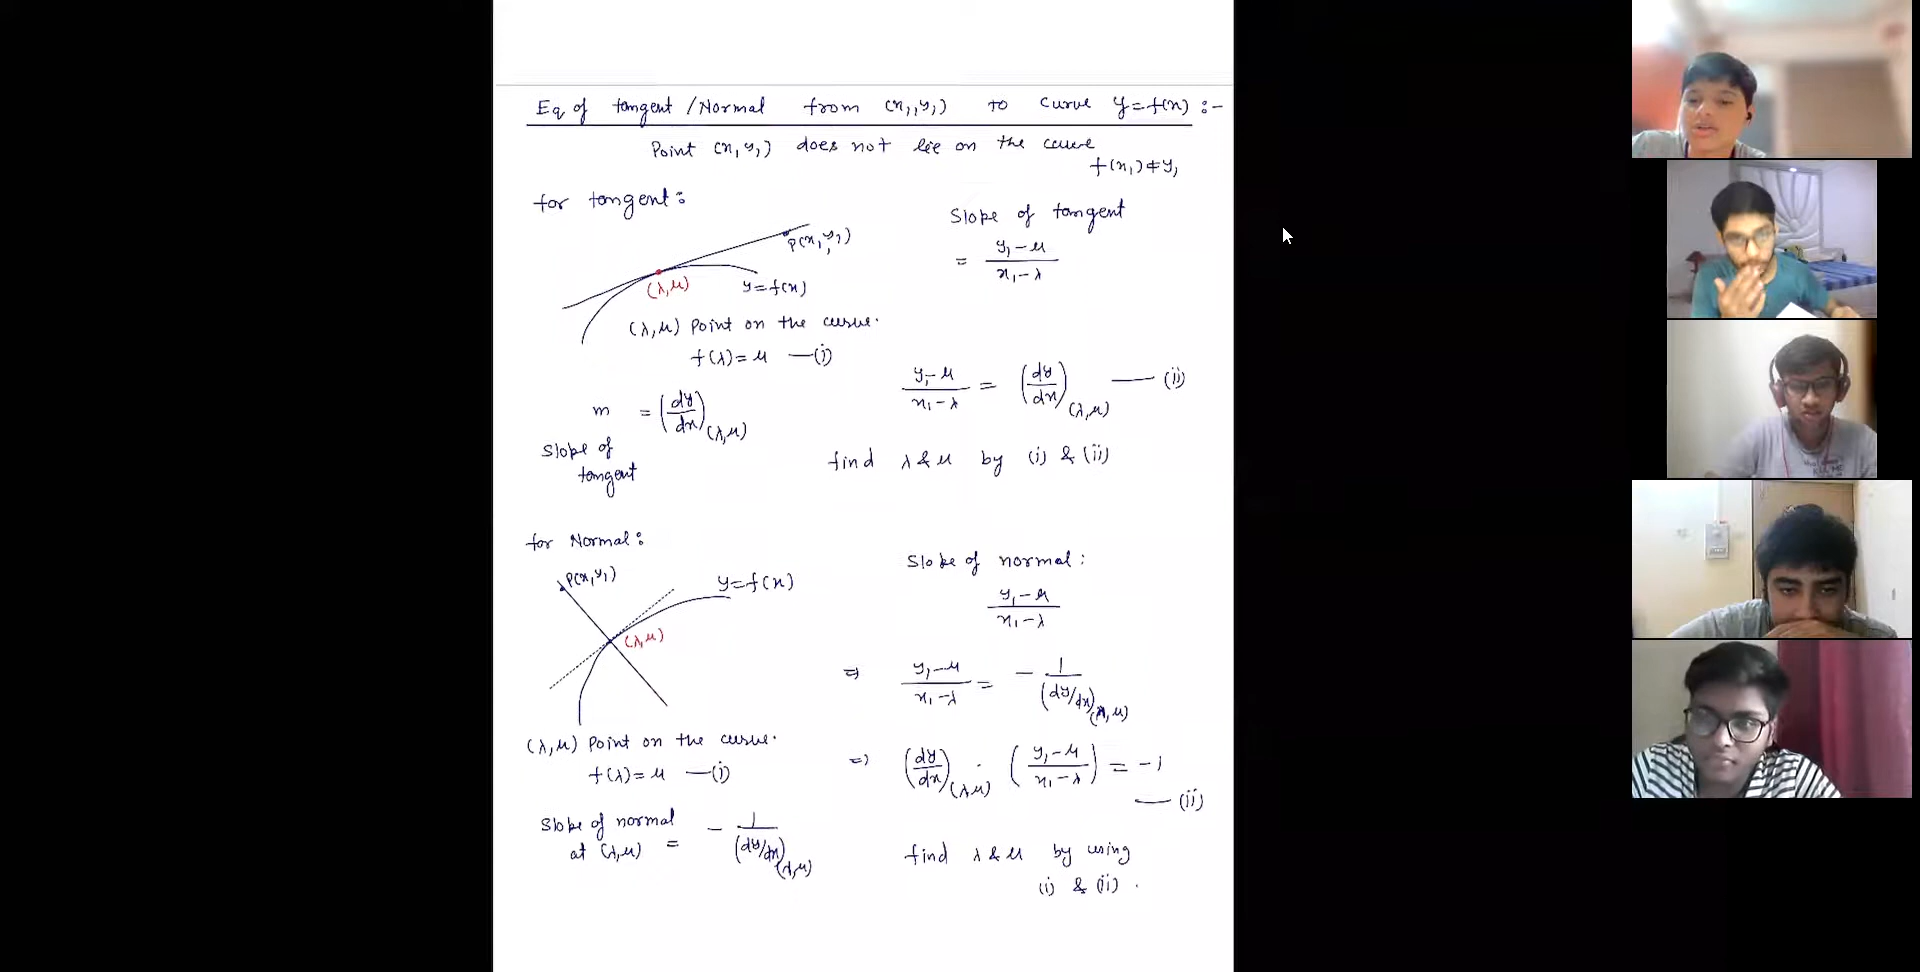 Eq of tangent / Normal from (x₁, y₁) to curve y=f(x) :-
Point (x₁, y₁) does not lie on the curve
f(x₁) ≠ y₁
for tangent :
P(x₁, y₁)
(λ, μ)
y=f(x)
(λ, μ) Point on the curve.
f(λ) = μ —(i)
m = (dy/dx)(λ, μ)
Slope of
tangent
Slope of tangent
= (y₁-μ)/(x₁-λ)
(y₁-μ)/(x₁-λ) = (dy/dx)(λ, μ) —(ii)
find λ & μ by (i) & (ii)
for Normal :
P(x₁, y₁)
y=f(x)
(λ, μ)
(λ, μ) Point on the curve.
f(λ) = μ —(i)
Slope of normal
at (λ, μ) = - 1/(dy/dx)(λ, μ)
Slope of normal :
(y₁-μ)/(x₁-λ)
⇒ (y₁-μ)/(x₁-λ) = - 1/(dy/dx)(λ, μ)
⇒ (dy/dx)(λ, μ) . ((y₁-μ)/(x₁-λ)) = -1
—(ii)
find λ & μ by using
(i) & (ii) .